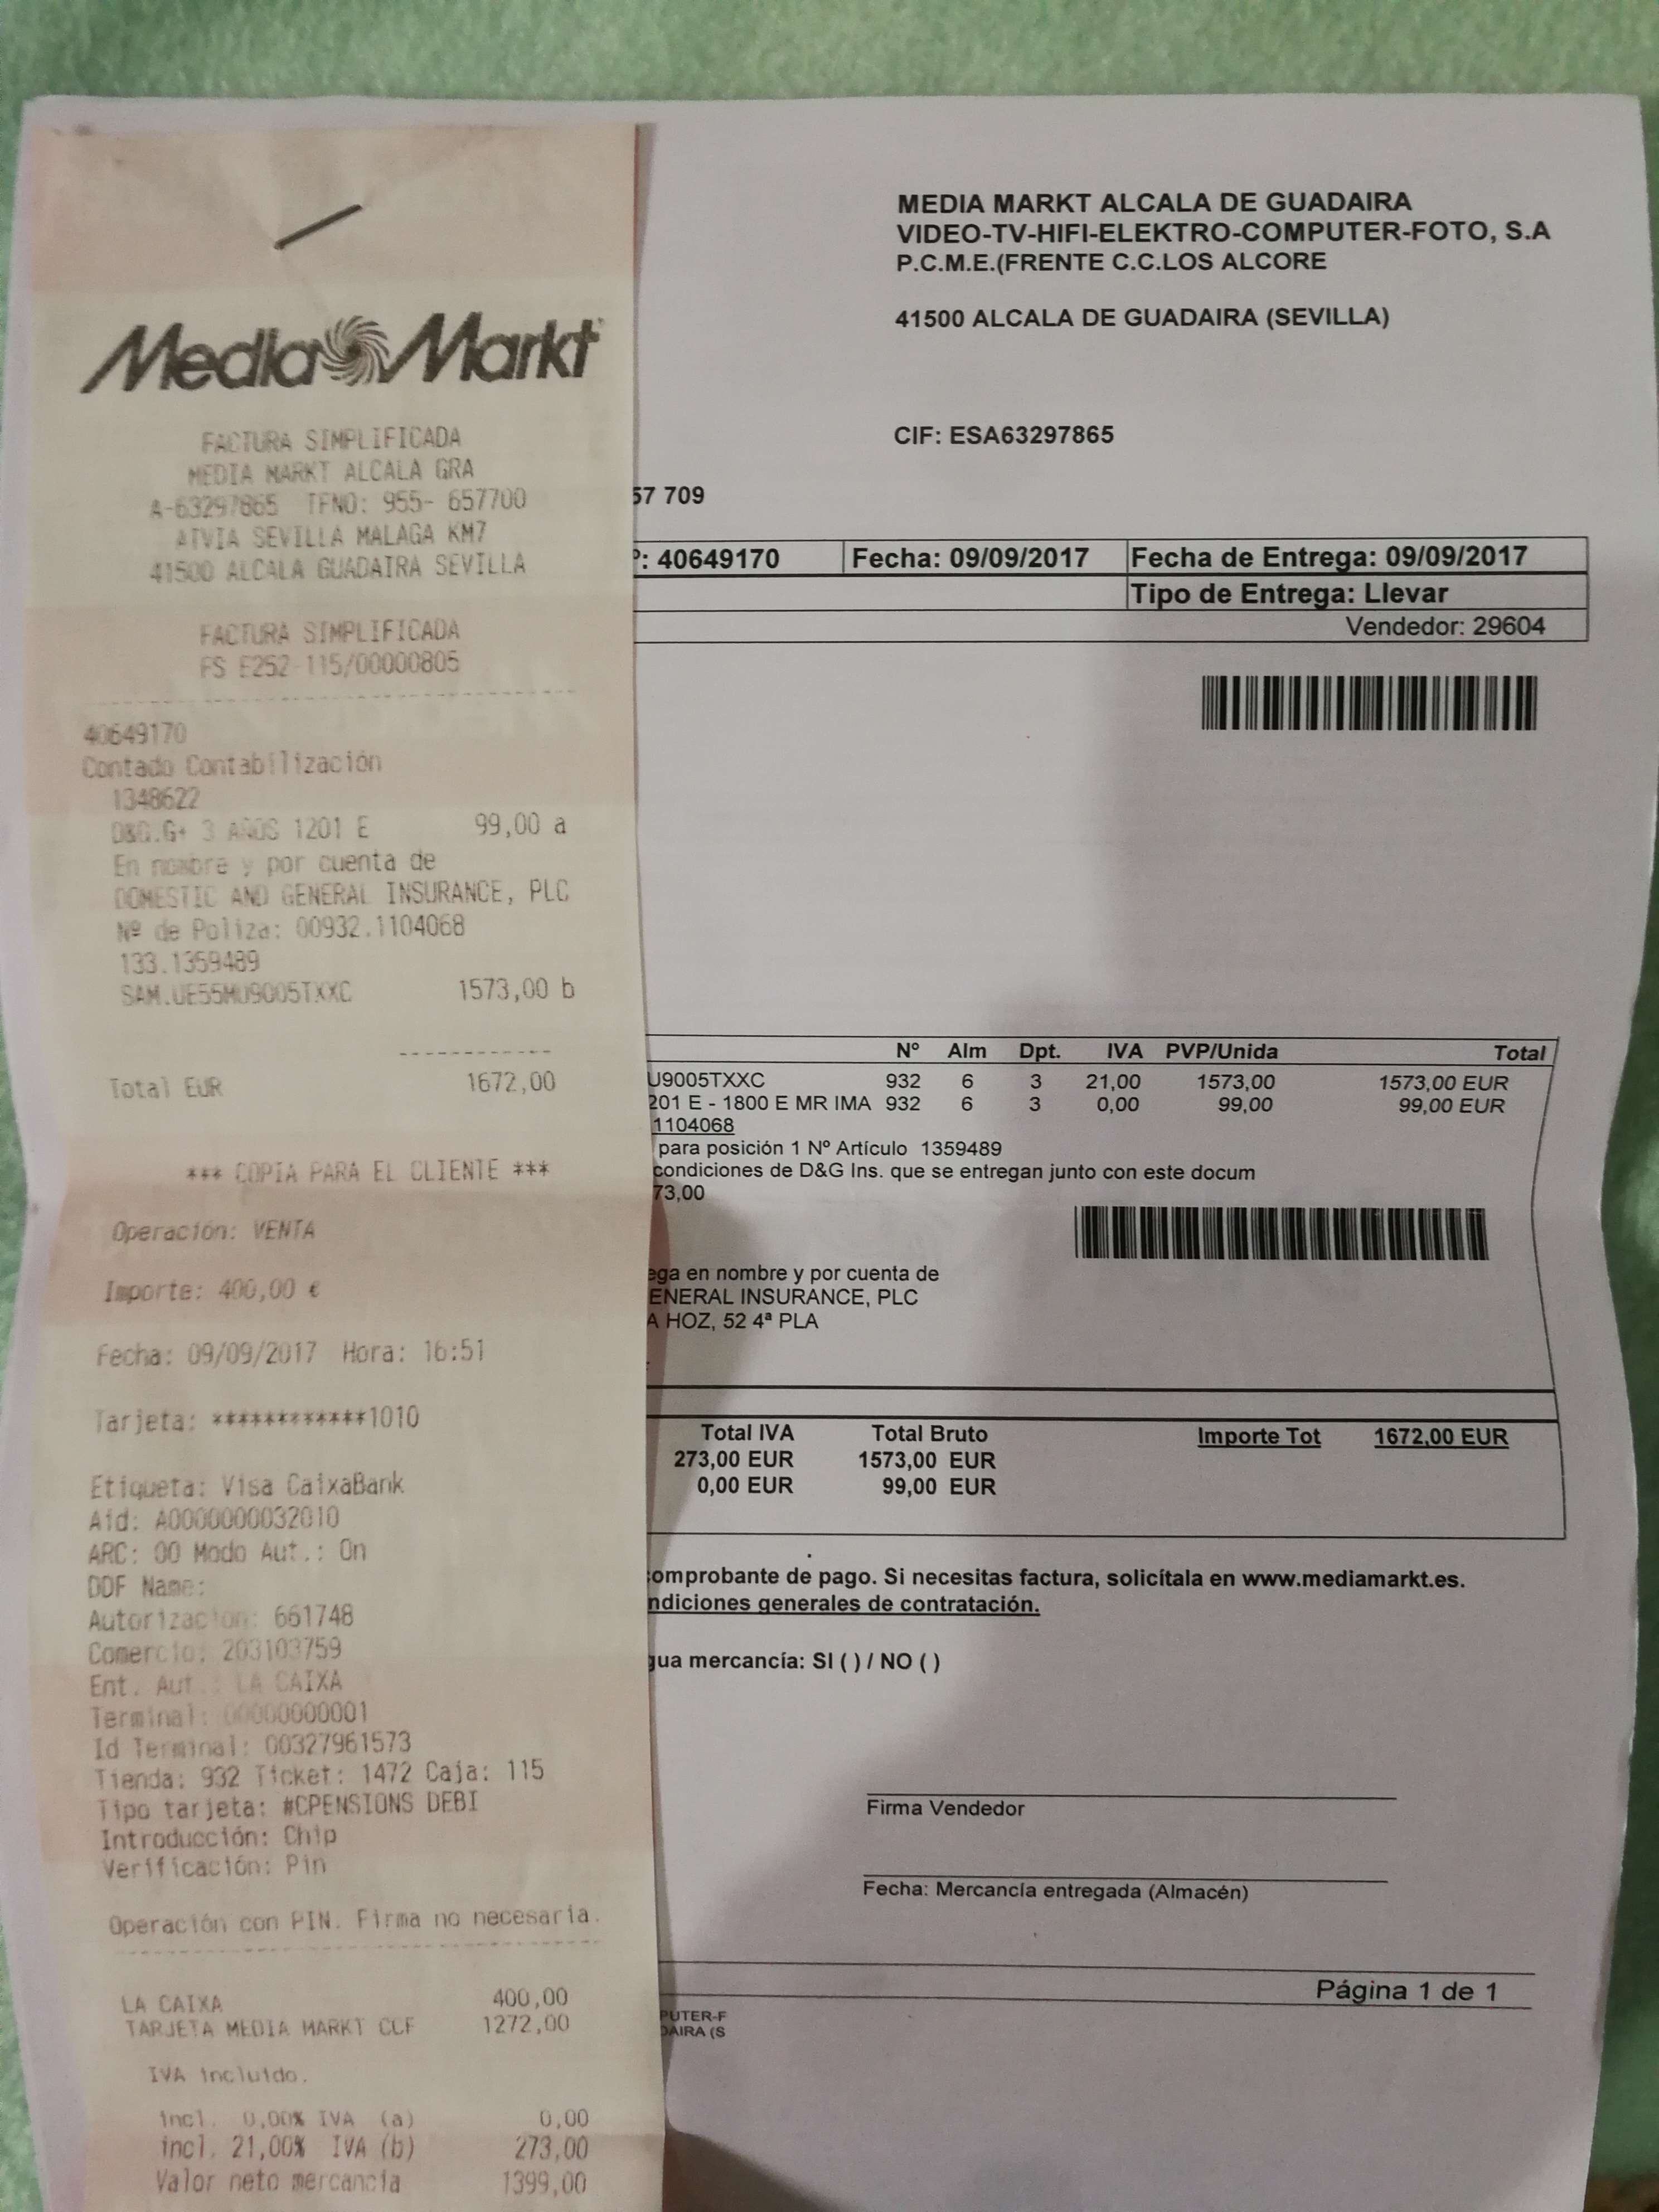 Media Markt
FACTURA SIMPLIFICADA
MEDIA MARKT ALCALA GRA
A-63297865 TFNO: 955- 657700
ATVIA SEVILLA MALAGA KM7
41500 ALCALA GUADAIRA SEVILLA
FACTURA SIMPLIFICADA
FS E252-115/00000805
40649170
Contado Contabilización
1348622
D&G.G+ 3 AÑOS 1201 E 99,00 a
En nombre y por cuenta de
DOMESTIC AND GENERAL INSURANCE, PLC
Nº de Poliza: 00932.1104068
133.1359489
SAM.UE55MU9005TXXC 1573,00 b
Total EUR 1672,00
*** COPIA PARA EL CLIENTE ***
Operación: VENTA
Importe: 400,00 €
Fecha: 09/09/2017 Hora: 16:51
Tarjeta: ************1010
Etiqueta: Visa CaixaBank
Aid: A0000000032010
ARC: 00 Modo Aut.: On
DDF Name:
Autorizacion: 661748
Comercio: 203103759
Ent. Aut.: LA CAIXA
Terminal: 00000000001
Id Terminal: 00327961573
Tienda: 932 Ticket: 1472 Caja: 115
Tipo tarjeta: #CPENSIONS DEBI
Introducción: Chip
Verificación: Pin
Operación con PIN. Firma no necesaria.
LA CAIXA 400,00
TARJETA MEDIA MARKT CCF 1272,00
IVA incluido.
incl. 0,00% IVA (a) 0,00
incl. 21,00% IVA (b) 273,00
Valor neto mercancia 1399,00
MEDIA MARKT ALCALA DE GUADAIRA
VIDEO-TV-HIFI-ELEKTRO-COMPUTER-FOTO, S.A
P.C.M.E.(FRENTE C.C.LOS ALCORE
41500 ALCALA DE GUADAIRA (SEVILLA)
CIF: ESA63297865
57 709
º: 40649170 Fecha: 09/09/2017 Fecha de Entrega: 09/09/2017
Tipo de Entrega: Llevar
Vendedor: 29604
Nº Alm Dpt. IVA PVP/Unida Total
U9005TXXC 932 6 3 21,00 1573,00 1573,00 EUR
201 E - 1800 E MR IMA 932 6 3 0,00 99,00 99,00 EUR
1104068
para posición 1 Nº Artículo 1359489
condiciones de D&G Ins. que se entregan junto con este docum
73,00
ega en nombre y por cuenta de
ENERAL INSURANCE, PLC
A HOZ, 52 4ª PLA
Total IVA Total Bruto Importe Tot 1672,00 EUR
273,00 EUR 1573,00 EUR
0,00 EUR 99,00 EUR
omprobante de pago. Si necesitas factura, solicítala en www.mediamarkt.es.
ndiciones generales de contratación.
gua mercancía: SI ( ) / NO ( )
Firma Vendedor
Fecha: Mercancía entregada (Almacén)
Página 1 de 1
PUTER-F
DAIRA (S